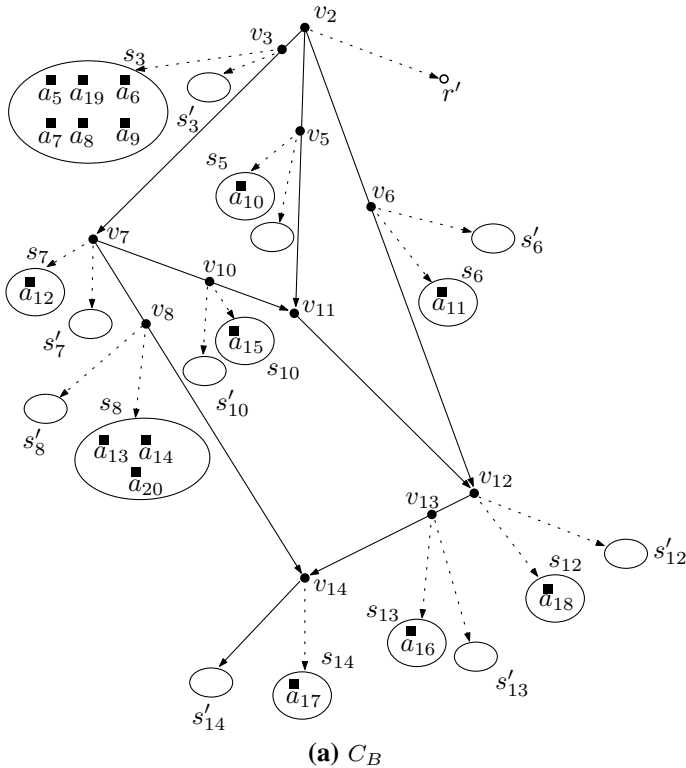 v₂
v₃
s₃
a₅ a₁₉ a₆
r′
s′₃
a₇ a₈ a₉
v₅
s₅
a₁₀
v₆
s′₆
v₇
s₇
v₁₀
s₆
a₁₂
v₈
v₁₁
a₁₁
s′₇
a₁₅
s₁₀
s′₁₀
s₈
s′₈
a₁₃ a₁₄
a₂₀
v₁₂
v₁₃
s′₁₂
s₁₂
v₁₄
a₁₈
s₁₃
a₁₆
s₁₄
s′₁₃
a₁₇
s′₁₄
(a) C_B